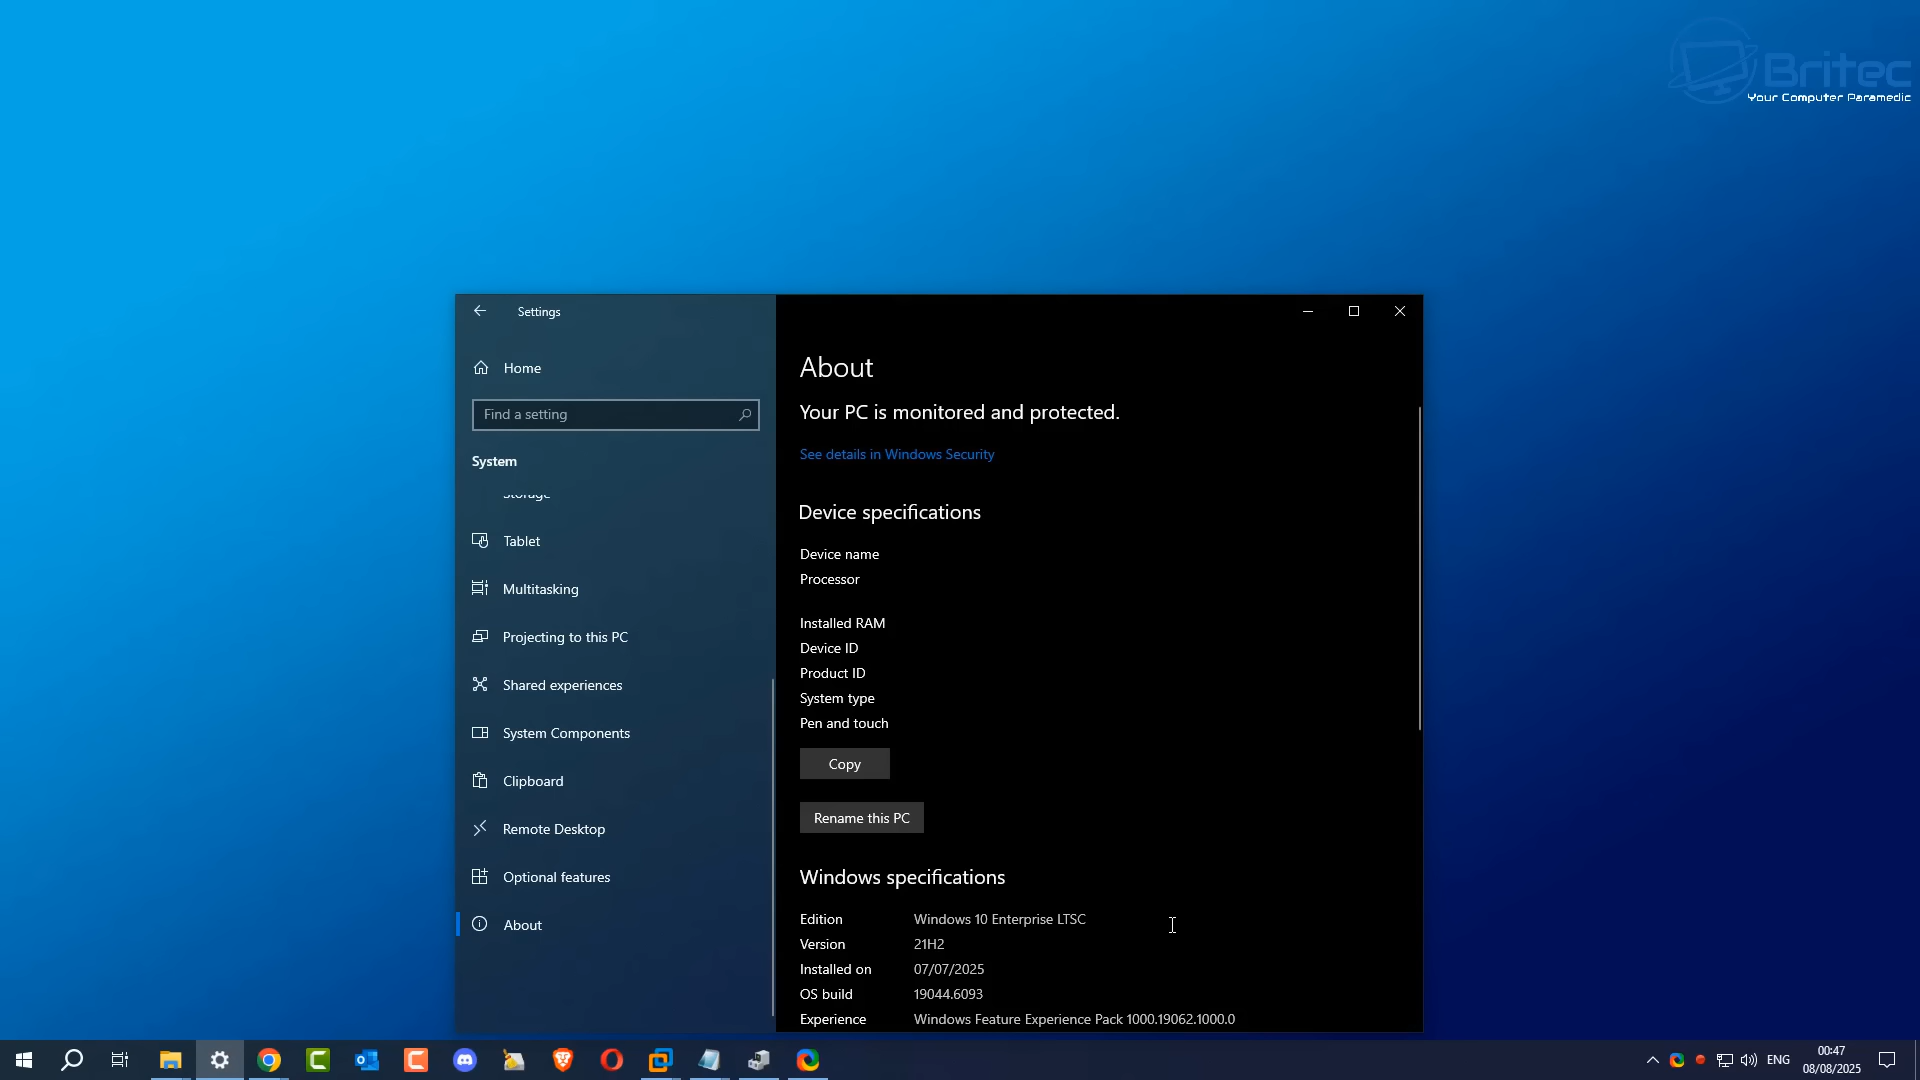 Britec
Your Computer Paramedic
Settings
Home
Find a setting
System
Storage
Tablet
Multitasking
Projecting to this PC
Shared experiences
System Components
Clipboard
Remote Desktop
Optional features
About
About
Your PC is monitored and protected.
See details in Windows Security
Device specifications
Device name
Processor
Installed RAM
Device ID
Product ID
System type
Pen and touch
Copy
Rename this PC
Windows specifications
Edition Windows 10 Enterprise LTSC
Version 21H2
Installed on 07/07/2025
OS build 19044.6093
Experience Windows Feature Experience Pack 1000.19062.1000.0
ENG
00:47
08/08/2025